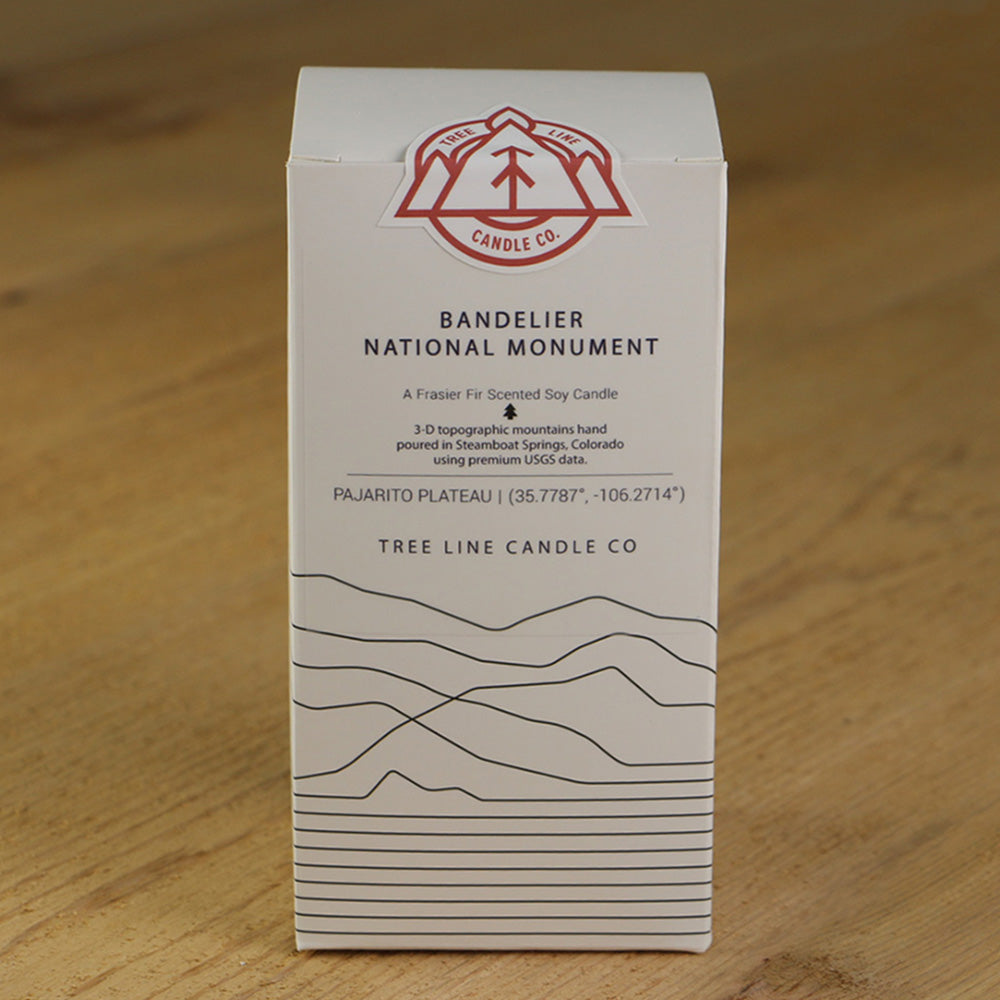 TREE LINE
CANDLE CO.
BANDELIER
NATIONAL MONUMENT
A Frasier Fir Scented Soy Candle
3-D topographic mountains hand
poured in Steamboat Springs, Colorado
using premium USGS data.
PAJARITO PLATEAU | (35.7787°, -106.2714°)
TREE LINE CANDLE CO